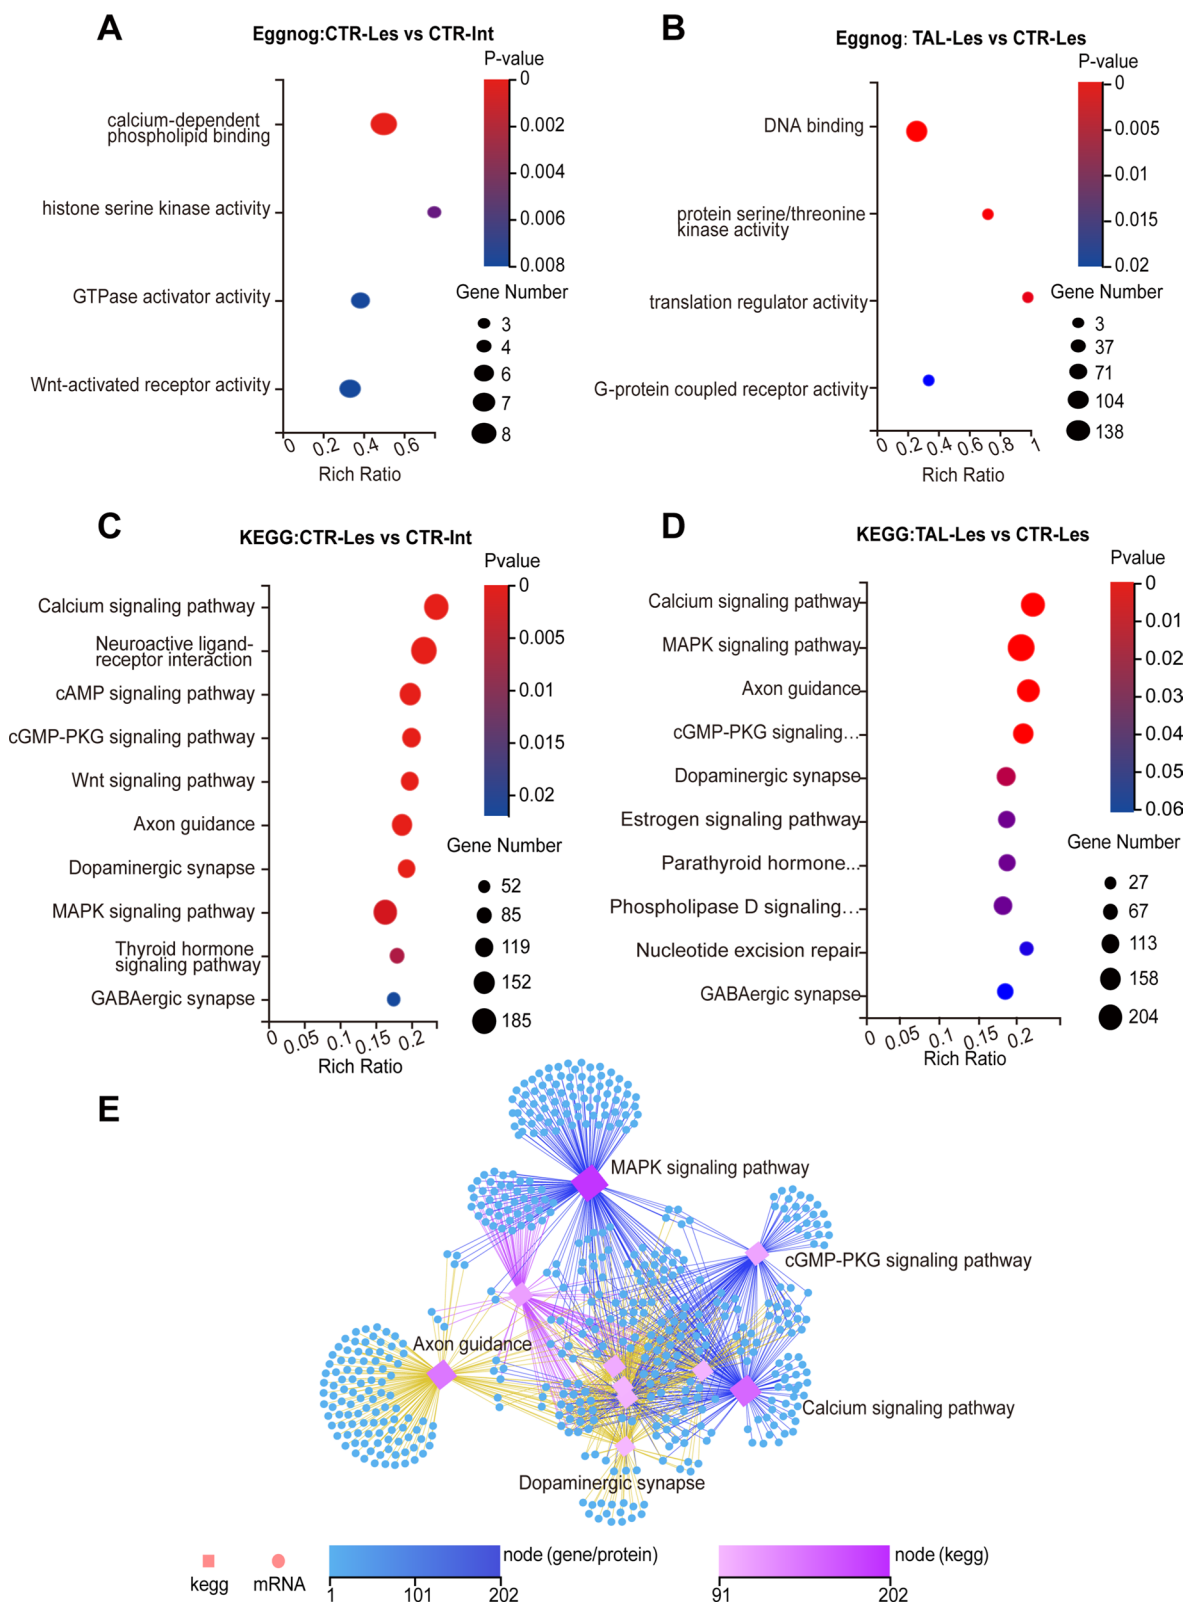 A
Eggnog:CTR-Les vs CTR-Int
P-value
0
0.002
0.004
0.006
0.008
calcium-dependent
phospholipid binding
histone serine kinase activity
GTPase activator activity
Wnt-activated receptor activity
Gene Number
3
4
6
7
8
0 0.2 0.4 0.6
Rich Ratio
B
Eggnog: TAL-Les vs CTR-Les
P-value
0
0.005
0.01
0.015
0.02
DNA binding
protein serine/threonine
kinase activity
translation regulator activity
G-protein coupled receptor activity
Gene Number
3
37
71
104
138
0 0.2 0.4 0.6 0.8 1
Rich Ratio
C
KEGG:CTR-Les vs CTR-Int
Pvalue
0
0.005
0.01
0.015
0.02
Calcium signaling pathway
Neuroactive ligand-
receptor interaction
cAMP signaling pathway
cGMP-PKG signaling pathway
Wnt signaling pathway
Axon guidance
Dopaminergic synapse
MAPK signaling pathway
Thyroid hormone
signaling pathway
GABAergic synapse
Gene Number
52
85
119
152
185
0 0.05 0.1 0.15 0.2
Rich Ratio
D
KEGG:TAL-Les vs CTR-Les
Pvalue
0
0.01
0.02
0.03
0.04
0.05
0.06
Calcium signaling pathway
MAPK signaling pathway
Axon guidance
cGMP-PKG signaling...
Dopaminergic synapse
Estrogen signaling pathway
Parathyroid hormone...
Phospholipase D signaling...
Nucleotide excision repair
GABAergic synapse
Gene Number
27
67
113
158
204
0 0.05 0.1 0.15 0.2
Rich Ratio
E
MAPK signaling pathway
cGMP-PKG signaling pathway
Axon guidance
Calcium signaling pathway
Dopaminergic synapse
kegg
mRNA
node (gene/protein)
1 101 202
node (kegg)
91 202